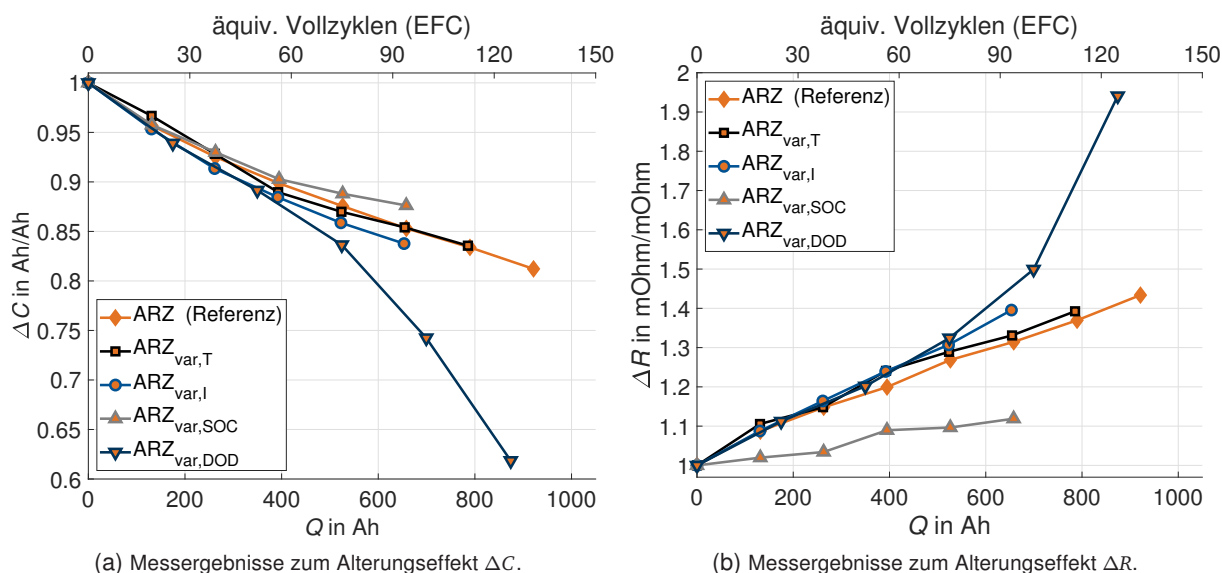 äquiv. Vollzyklen (EFC)
0 30 60 90 120 150
1
0.95
0.9
0.85
0.8
0.75
0.7
0.65
0.6
ΔC in Ah/Ah
ARZ (Referenz)
ARZvar,T
ARZvar,I
ARZvar,SOC
ARZvar,DOD
0 200 400 600 800 1000
Q in Ah
(a) Messergebnisse zum Alterungseffekt ΔC.
äquiv. Vollzyklen (EFC)
0 30 60 90 120 150
2
1.9
1.8
1.7
1.6
1.5
1.4
1.3
1.2
1.1
1
ΔR in mOhm/mOhm
ARZ (Referenz)
ARZvar,T
ARZvar,I
ARZvar,SOC
ARZvar,DOD
0 200 400 600 800 1000
Q in Ah
(b) Messergebnisse zum Alterungseffekt ΔR.